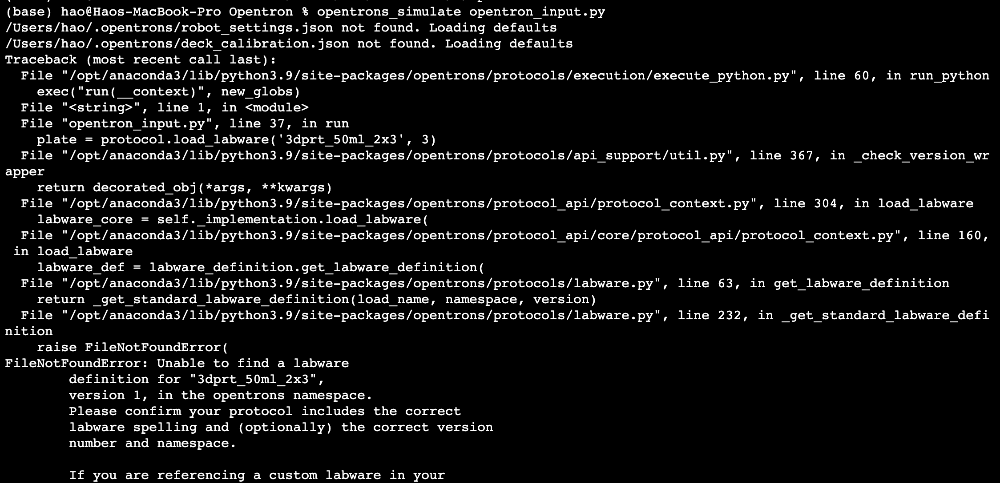 (base) hao@Haos-MacBook-Pro Opentron % opentrons_simulate opentron_input.py
/Users/hao/.opentrons/robot_settings.json not found. Loading defaults
/Users/hao/.opentrons/deck_calibration.json not found. Loading defaults
Traceback (most recent call last):
  File "/opt/anaconda3/lib/python3.9/site-packages/opentrons/protocols/execution/execute_python.py", line 60, in run_python
    exec("run(__context)", new_globs)
  File "<string>", line 1, in <module>
  File "opentron_input.py", line 37, in run
    plate = protocol.load_labware('3dprt_50ml_2x3', 3)
  File "/opt/anaconda3/lib/python3.9/site-packages/opentrons/protocols/api_support/util.py", line 367, in _check_version_wr
apper
    return decorated_obj(*args, **kwargs)
  File "/opt/anaconda3/lib/python3.9/site-packages/opentrons/protocol_api/protocol_context.py", line 304, in load_labware
    labware_core = self._implementation.load_labware(
  File "/opt/anaconda3/lib/python3.9/site-packages/opentrons/protocol_api/core/protocol_api/protocol_context.py", line 160,
 in load_labware
    labware_def = labware_definition.get_labware_definition(
  File "/opt/anaconda3/lib/python3.9/site-packages/opentrons/protocols/labware.py", line 63, in get_labware_definition
    return _get_standard_labware_definition(load_name, namespace, version)
  File "/opt/anaconda3/lib/python3.9/site-packages/opentrons/protocols/labware.py", line 232, in _get_standard_labware_defi
nition
    raise FileNotFoundError(
FileNotFoundError: Unable to find a labware
        definition for "3dprt_50ml_2x3",
        version 1, in the opentrons namespace.
        Please confirm your protocol includes the correct
        labware spelling and (optionally) the correct version
        number and namespace.

        If you are referencing a custom labware in your